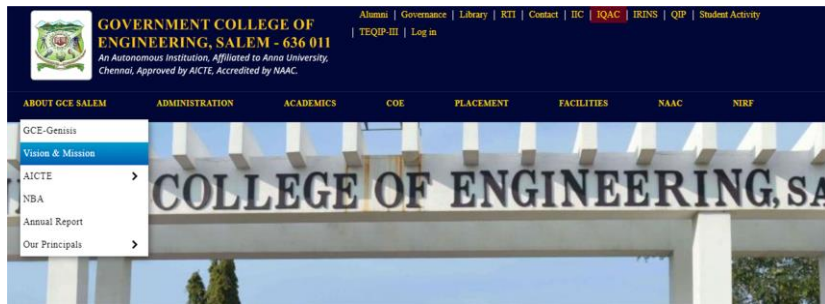 GOVERNMENT COLLEGE OF
ENGINEERING, SALEM - 636 011
An Autonomous Institution, Affiliated to Anna University,
Chennai, Approved by AICTE, Accredited
by NAAC.
Alumni | Governance | Library | RTI | Contact | IIC | IQAC | IRINS | QIP | Student Activity
| TEQIP-III | Log in
ABOUT GCE SALEM ADMINISTRATION ACADEMICS COE PLACEMENT FACILITIES NAAC NIRF
GCE-Genisis
Vision & Mission
AICTE
NBA
Annual Report
Our Principals
COLLEGE OF ENGINEERING, SA